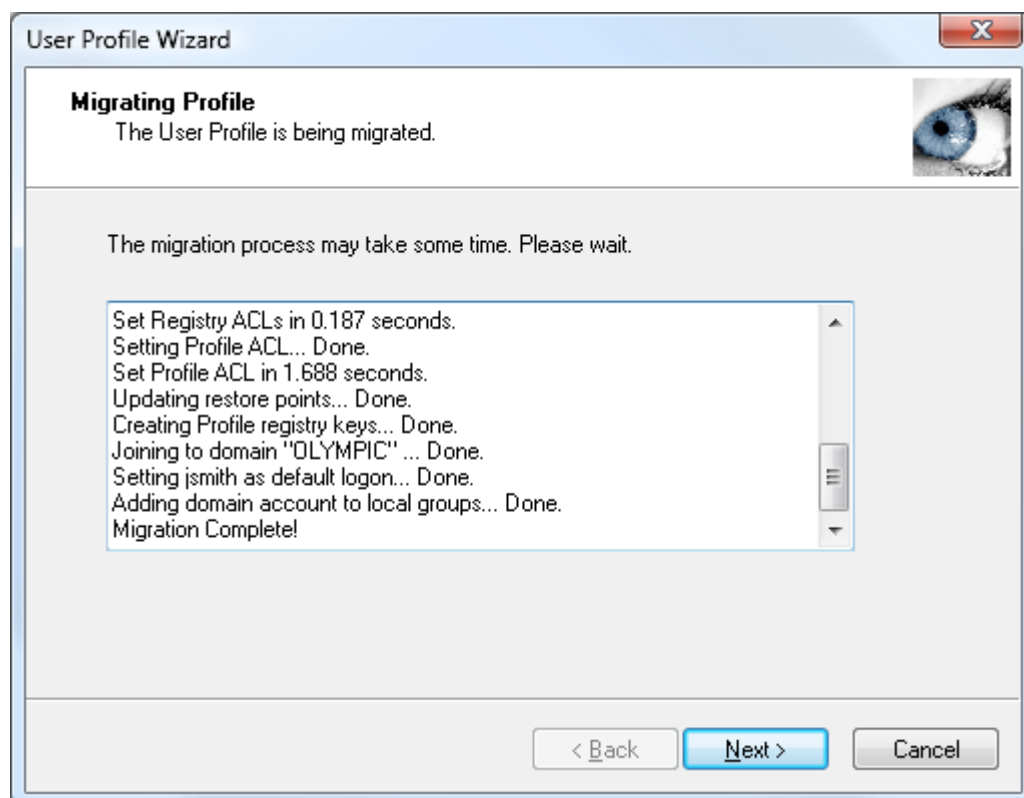 User Profile Wizard
Migrating Profile
The User Profile is being migrated.
The migration process may take some time. Please wait.
Set Registry ACLs in 0.187 seconds.
Setting Profile ACL... Done.
Set Profile ACL in 1.688 seconds.
Updating restore points... Done.
Creating Profile registry keys... Done.
Joining to domain "OLYMPIC" ... Done.
Setting jsmith as default logon... Done.
Adding domain account to local groups... Done.
Migration Complete!
< Back Next > Cancel